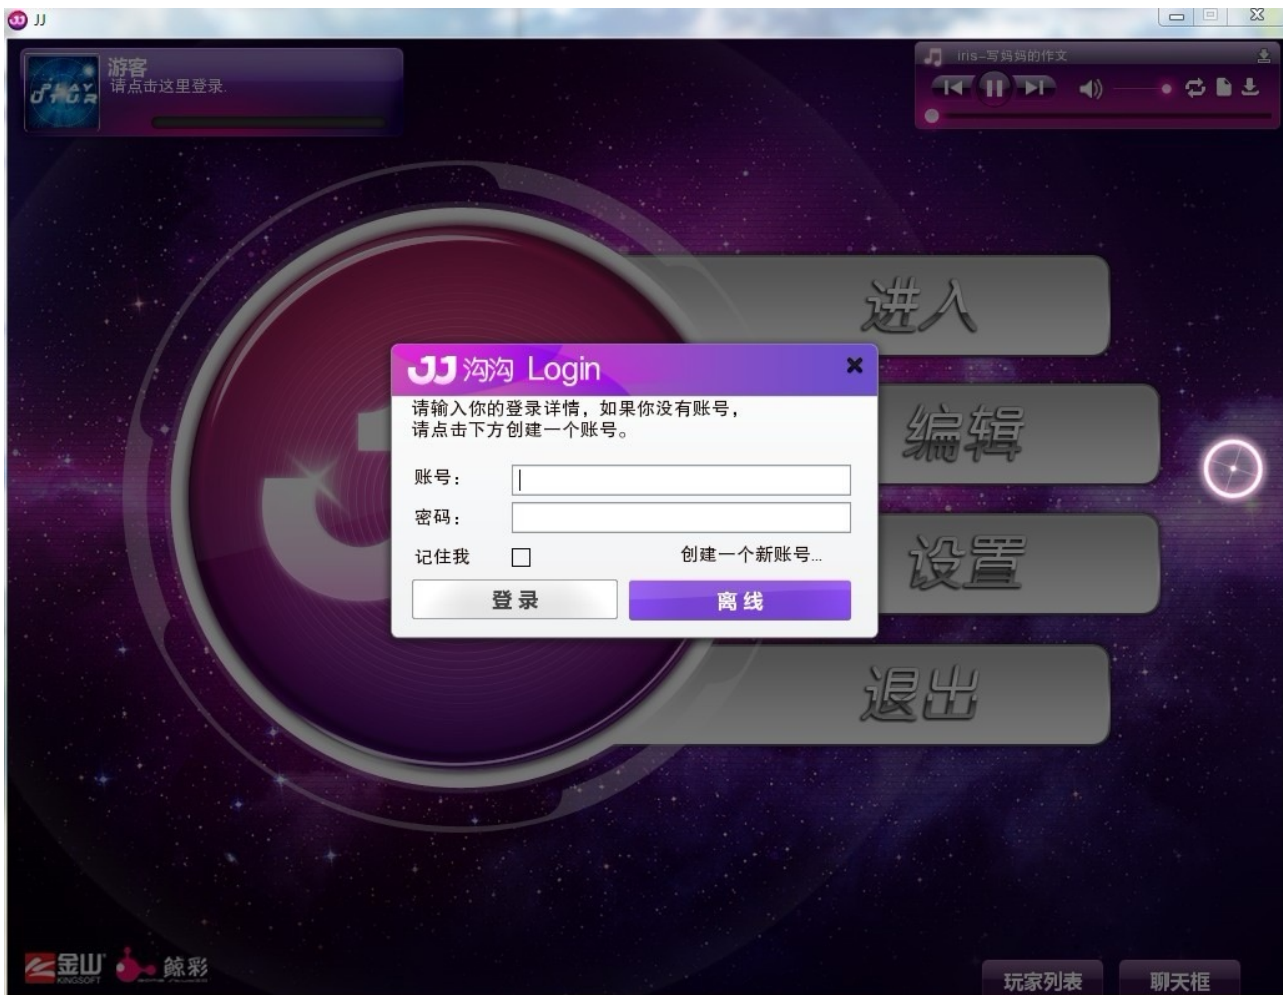 JJ
游客
请点击这里登录.
iris-写妈妈的作文
进入
JJ 沟沟 Login
请输入你的登录详情，如果你没有账号，
请点击下方创建一个账号。
编辑
账号：
密码：
记住我
创建一个新账号...
设置
登录
离线
退出
金山
KINGSOFT
鲸彩
玩家列表
聊天框